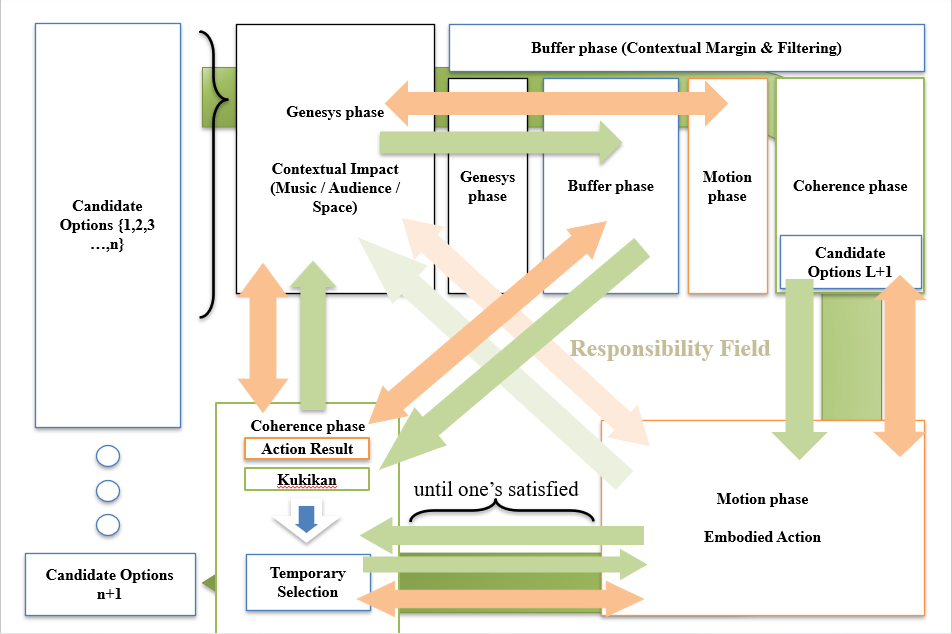 Candidate
Options {1,2,3
…,n}
Candidate Options
n+1
Genesys phase
Contextual Impact
(Music / Audience /
Space)
Buffer phase (Contextual Margin & Filtering)
Genesys
phase
Buffer phase
Motion
phase
Coherence phase
Candidate
Options L+1
Responsibility Field
Coherence phase
Action Result
Kukikan
Temporary
Selection
until one's satisfied
Motion phase
Embodied Action